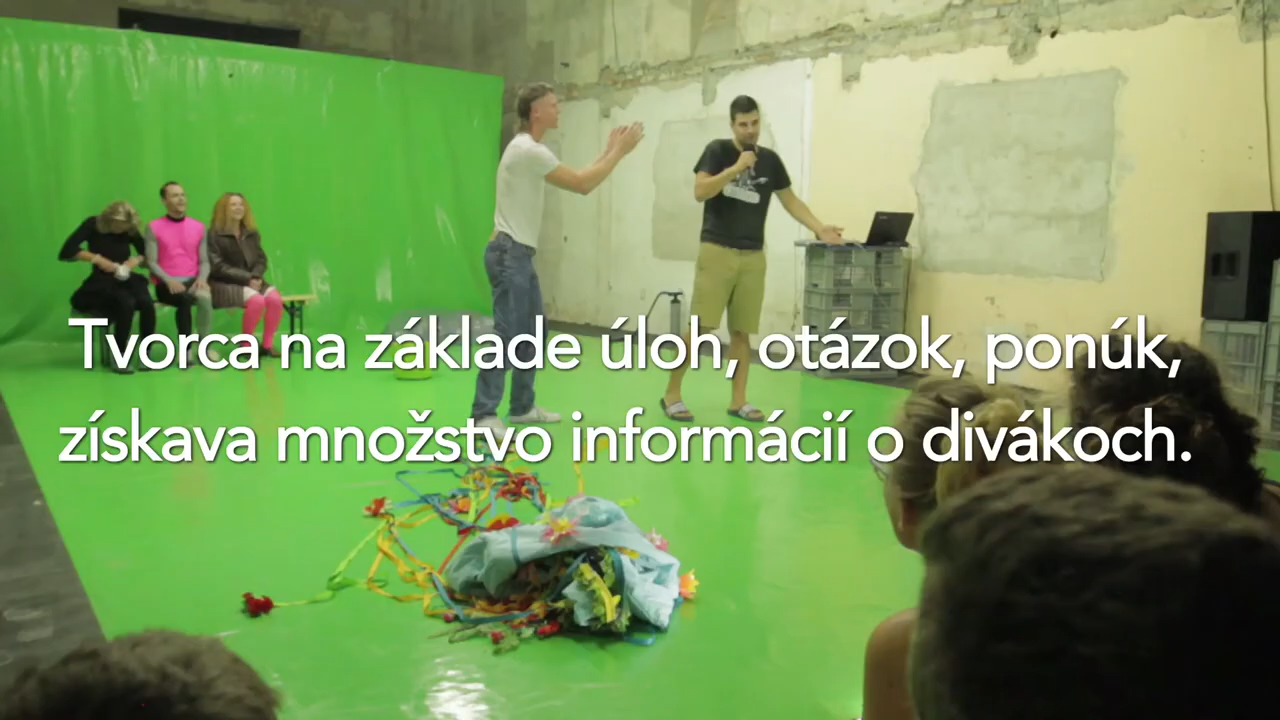 Tvorca na základe úloh, otázok, ponúk,
získava množstvo informácií o divákoch.